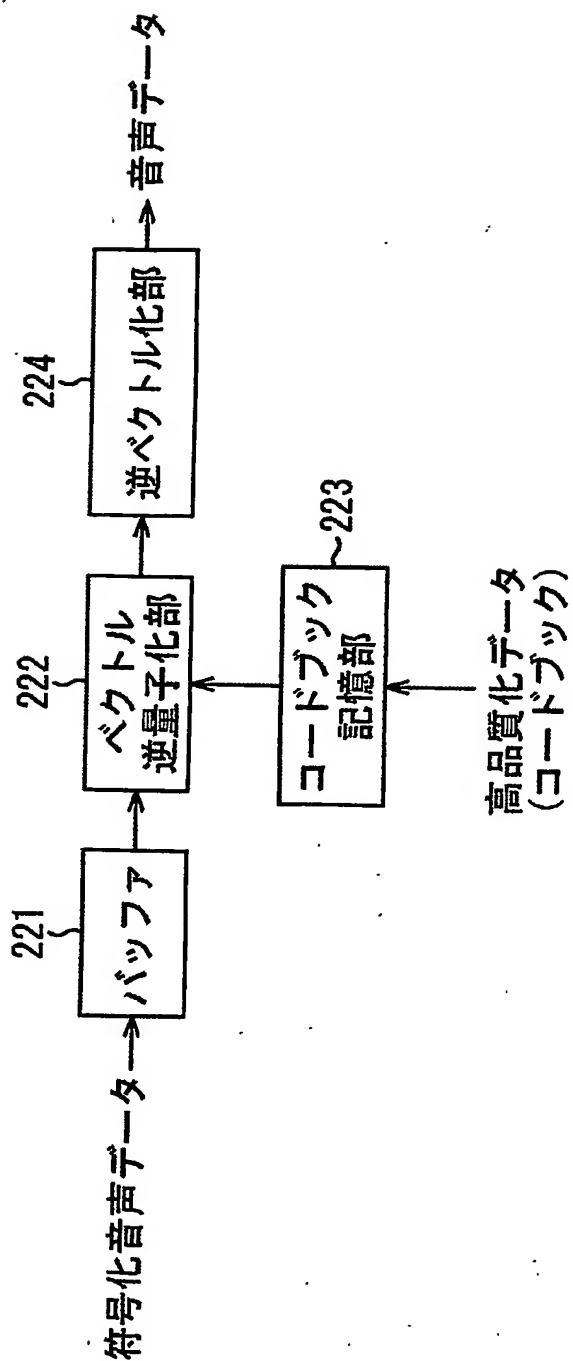 符号化音声データ
221
バッファ
222
ベクトル
逆量子化部
224
逆ベクトル化部
音声データ
223
コードブック
記憶部
高品質化データ
(コードブック)